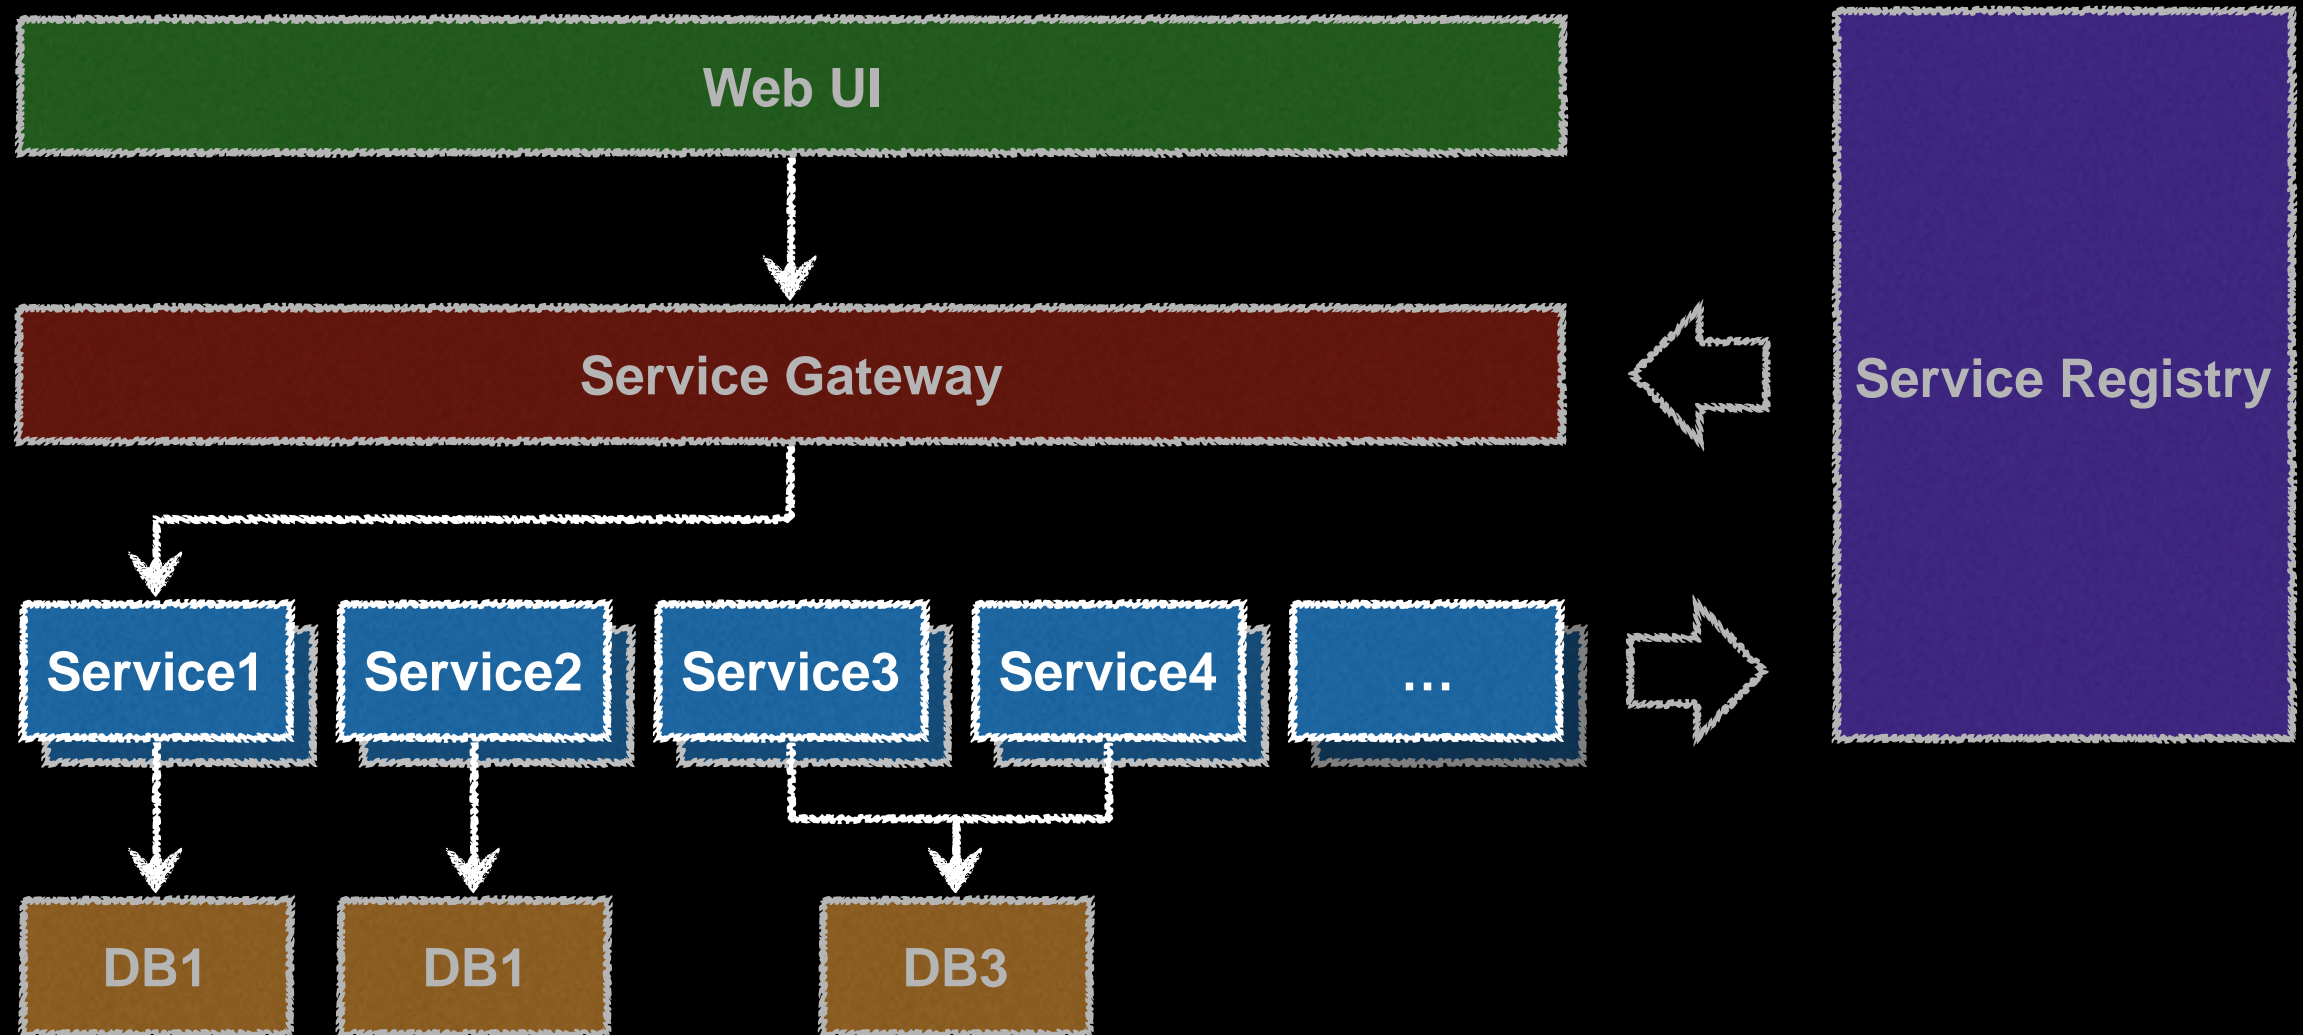 Web UI
Service Gateway
Service Registry
Service1
Service2
Service3
Service4
...
DB1
DB1
DB3